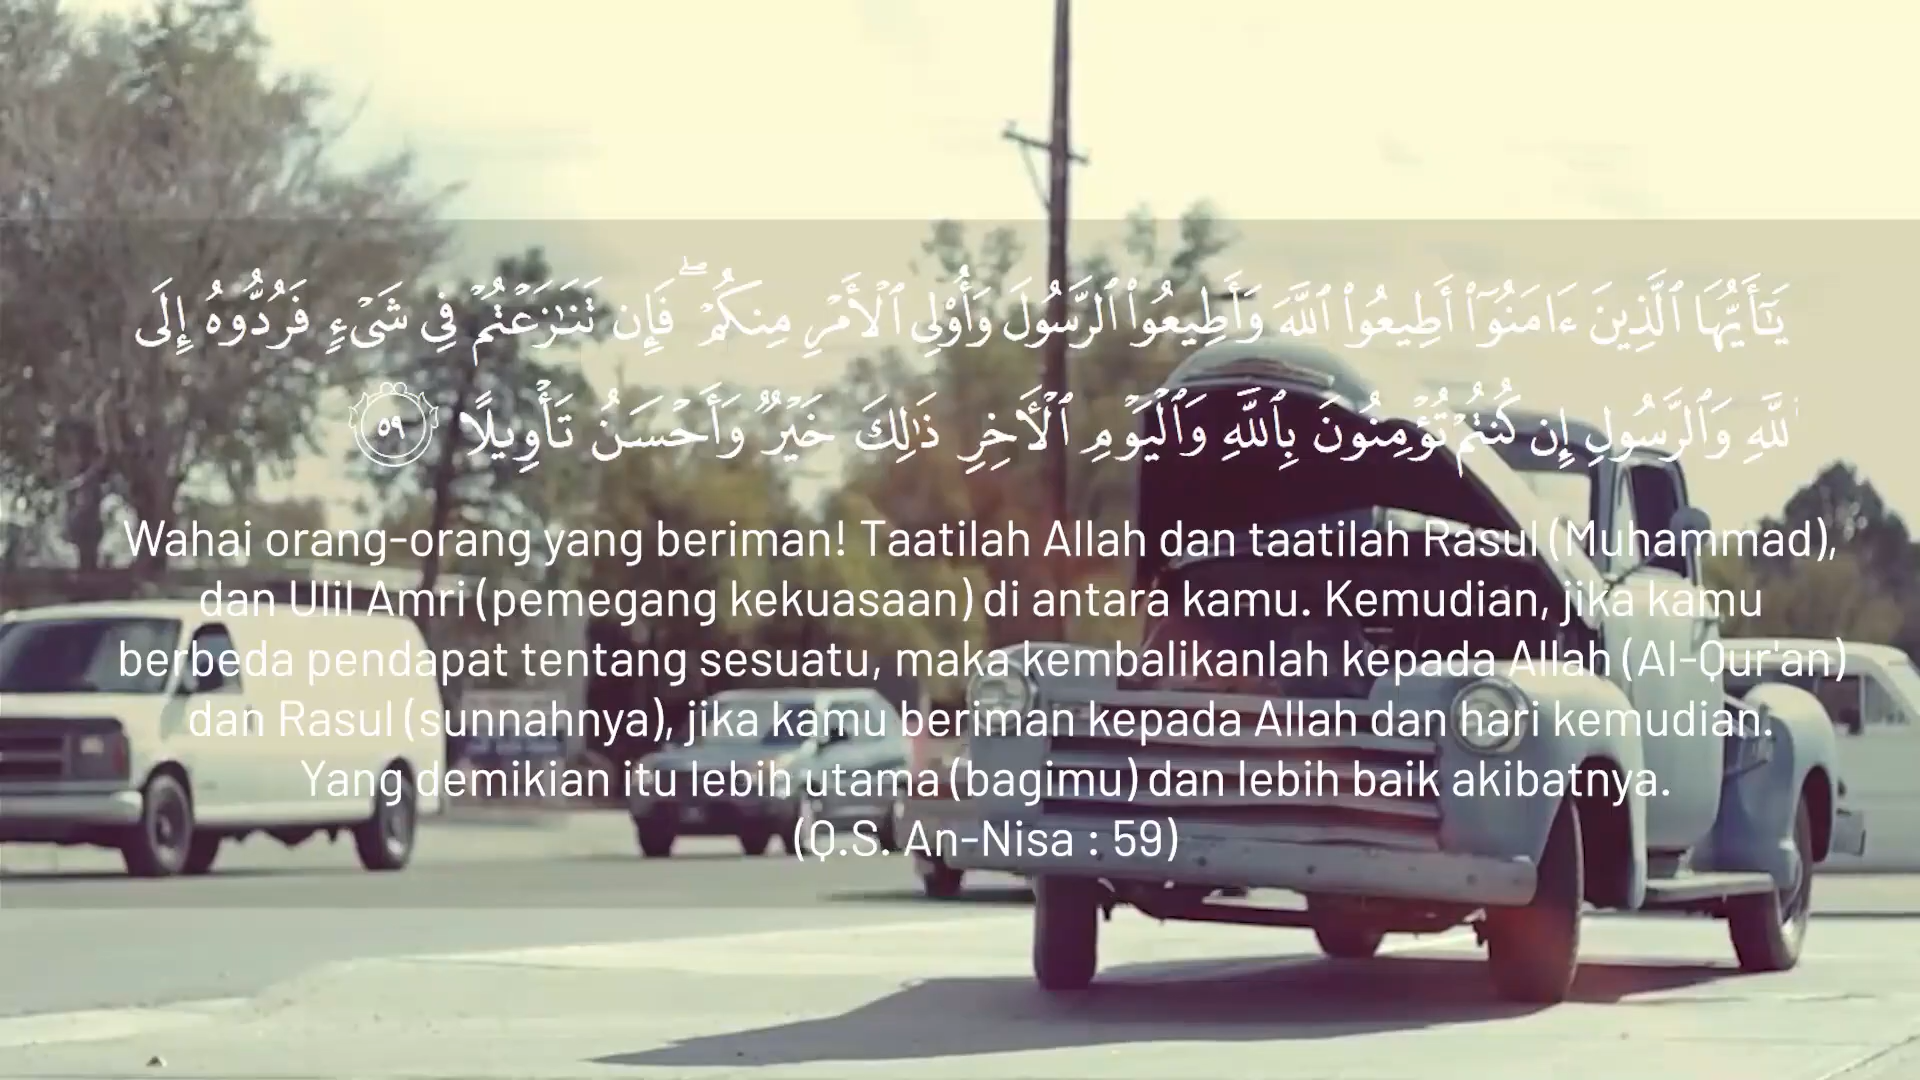 يَـٰٓأَيُّهَا ٱلَّذِينَ ءَامَنُوٓا۟ أَطِيعُوا۟ ٱللَّهَ وَأَطِيعُوا۟ ٱلرَّسُولَ وَأُو۟لِى ٱلْأَمْرِ مِنكُمْ ۖ فَإِن تَنَـٰزَعْتُمْ فِى شَىْءٍ فَرُدُّوهُ إِلَى
ٱللَّهِ وَٱلرَّسُولِ إِن كُنتُمْ تُؤْمِنُونَ بِٱللَّهِ وَٱلْيَوْمِ ٱلْـَٔاخِرِ ذَٰلِكَ خَيْرٌ وَأَحْسَنُ تَأْوِيلًا ٥٩
Wahai orang-orang yang beriman! Taatilah Allah dan taatilah Rasul (Muhammad),
dan Ulil Amri (pemegang kekuasaan) di antara kamu. Kemudian, jika kamu
berbeda pendapat tentang sesuatu, maka kembalikanlah kepada Allah (Al-Qur'an)
dan Rasul (sunnahnya), jika kamu beriman kepada Allah dan hari kemudian.
Yang demikian itu lebih utama (bagimu) dan lebih baik akibatnya.
(Q.S. An-Nisa : 59)